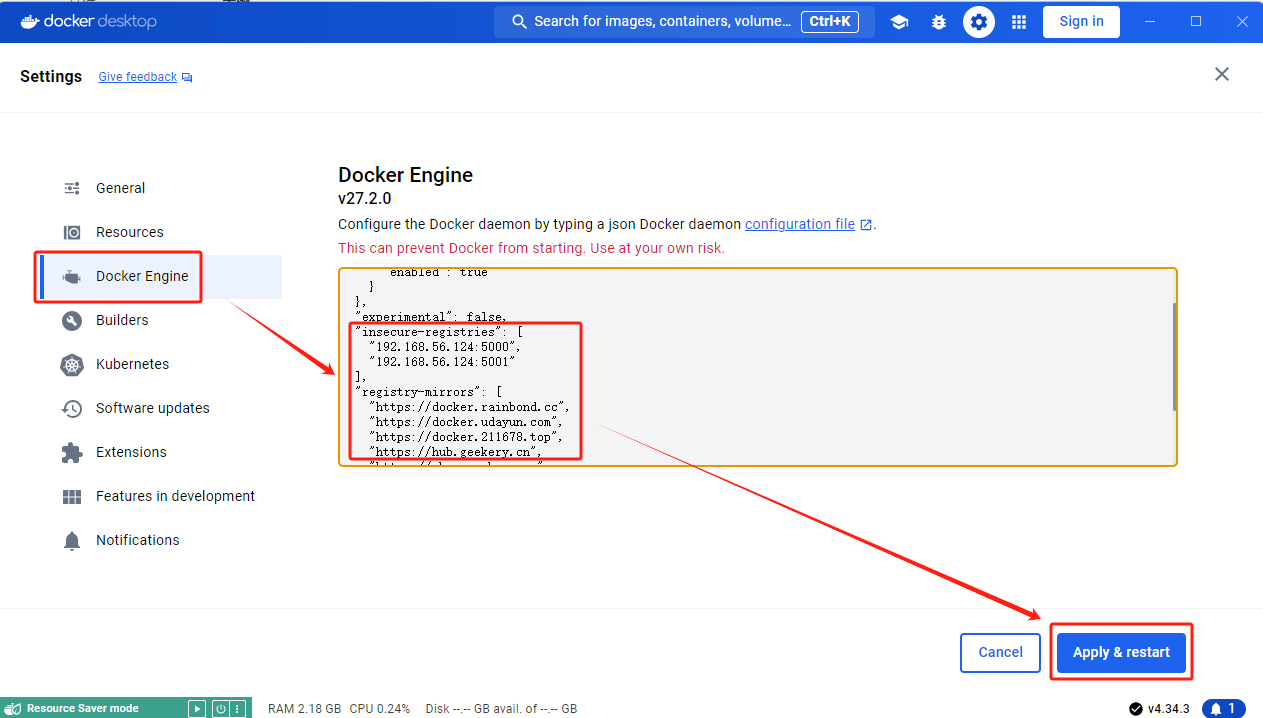 docker desktop
Search for images, containers, volume...
Ctrl+K
Sign in
Settings
Give feedback
General
Resources
Docker Engine
Builders
Kubernetes
Software updates
Extensions
Features in development
Notifications
Docker Engine
v27.2.0
Configure the Docker daemon by typing a json Docker daemon configuration file.
This can prevent Docker from starting. Use at your own risk.
"enabled": true
}
},
"experimental": false,
"insecure-registries": [
"192.168.56.124:5000",
"192.168.56.124:5001"
],
"registry-mirrors": [
"https://docker.rainbond.cc",
"https://docker.udayun.com",
"https://docker.211678.top",
"https://hub.geekery.cn",
Cancel
Apply & restart
Resource Saver mode
RAM 2.18 GB CPU 0.24% Disk --.-- GB avail. of --.-- GB
v4.34.3
1